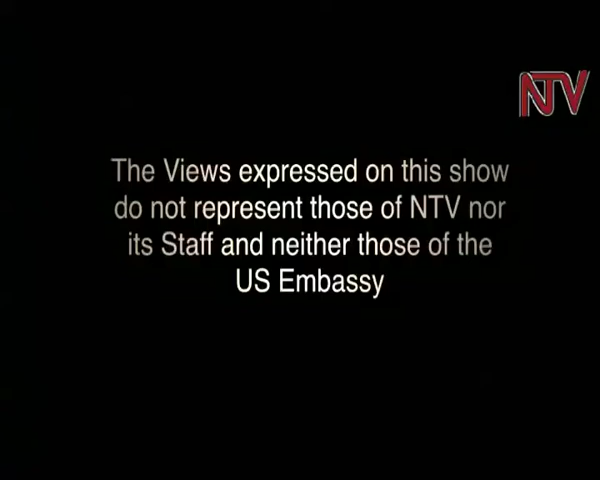 NTV
The Views expressed on this show
do not represent those of NTV nor
its Staff and neither those of the
US Embassy